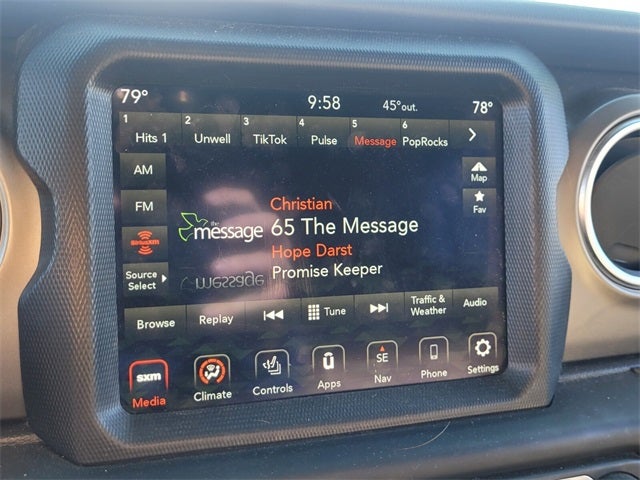 79° 9:58 45°out. 78°
1 Hits 1 2 Unwell 3 TikTok 4 Pulse 5 Message 6 PopRocks
AM
Map
FM
Fav
SiriusXM
Source
Select
the
message
Christian
65 The Message
Hope Darst
Promise Keeper
Browse Replay Tune Traffic &
Weather Audio
sxm
Media
Climate
Controls
Apps
SE
Nav
Phone
Settings